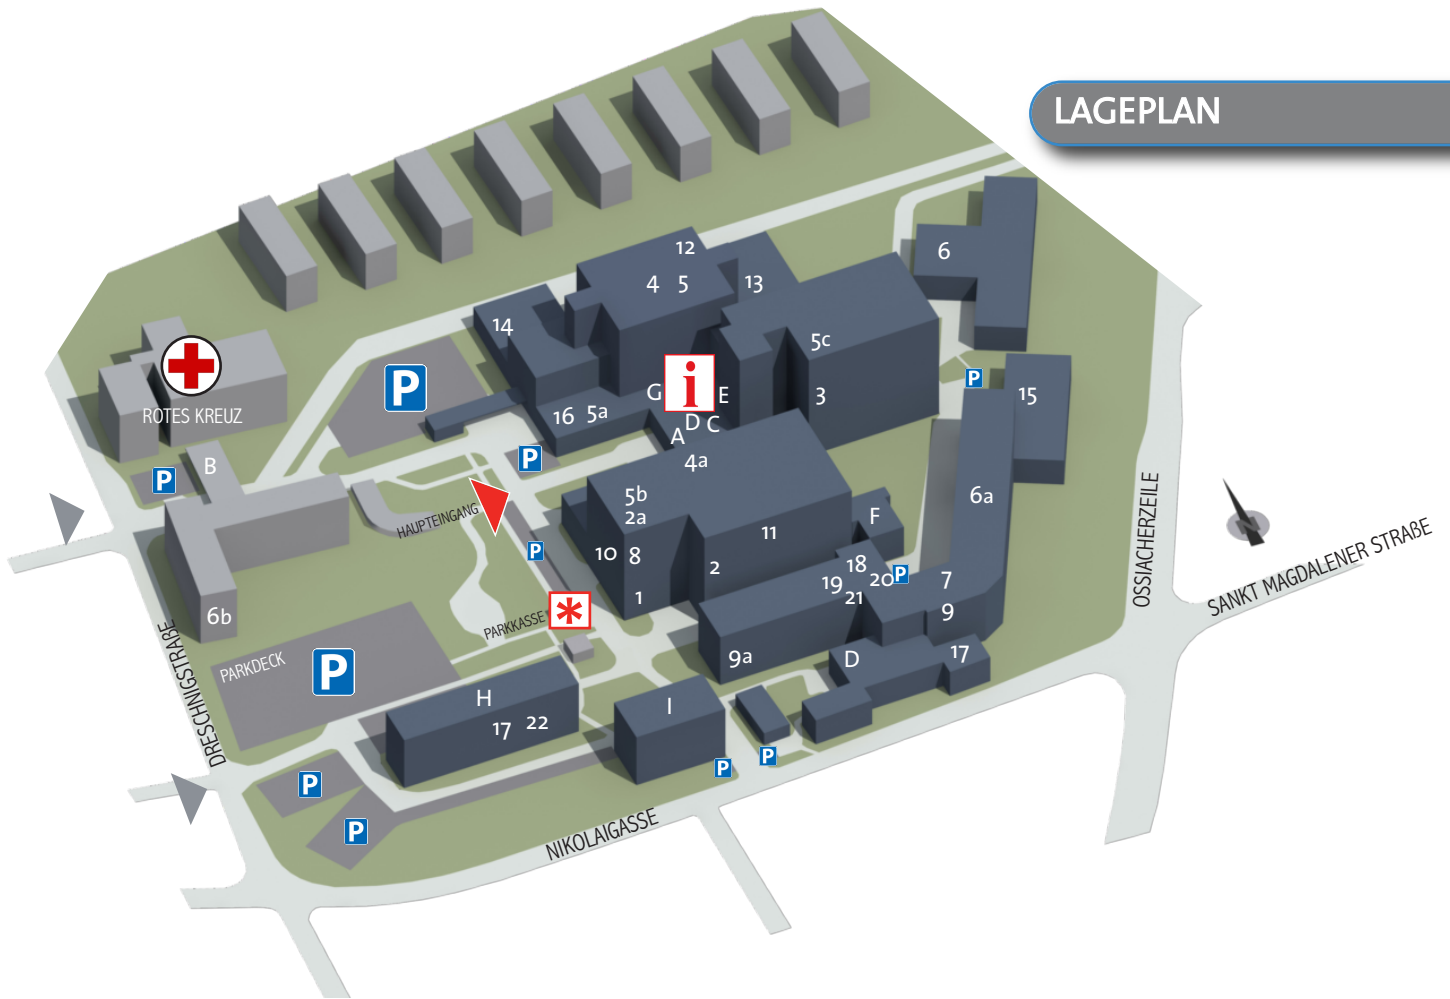 LAGEPLAN
12
6
4 5
13
14
5c
P
G
i
E
3
P
15
ROTES KREUZ
16 5a
D C
A
4a
B
P
P
5b
2a
6a
OSSIACHERZEILE
HAUPTEINGANG
F
11
P
10 8
2
18
19 20
P
7
21
SANKT MAGDALENER STRAßE
1
9
6b
PARKKASSE
*
9a
D
17
PARKDECK
P
DRESCHNIGSTRAßE
H
17 22
I
P
P
P
P
NIKOLAIGASSE